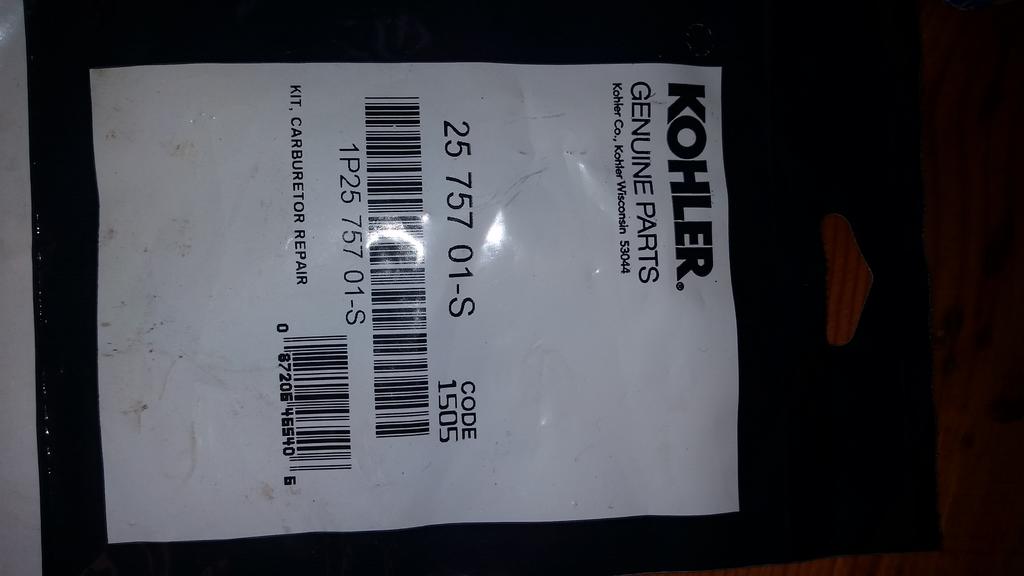 KOHLER®
GENUINE PARTS
Kohler Co., Kohler Wisconsin 53044
25 757 01-S
CODE
1505
1P25 757 01-S
KIT, CARBURETOR REPAIR
0 87206 46540 6